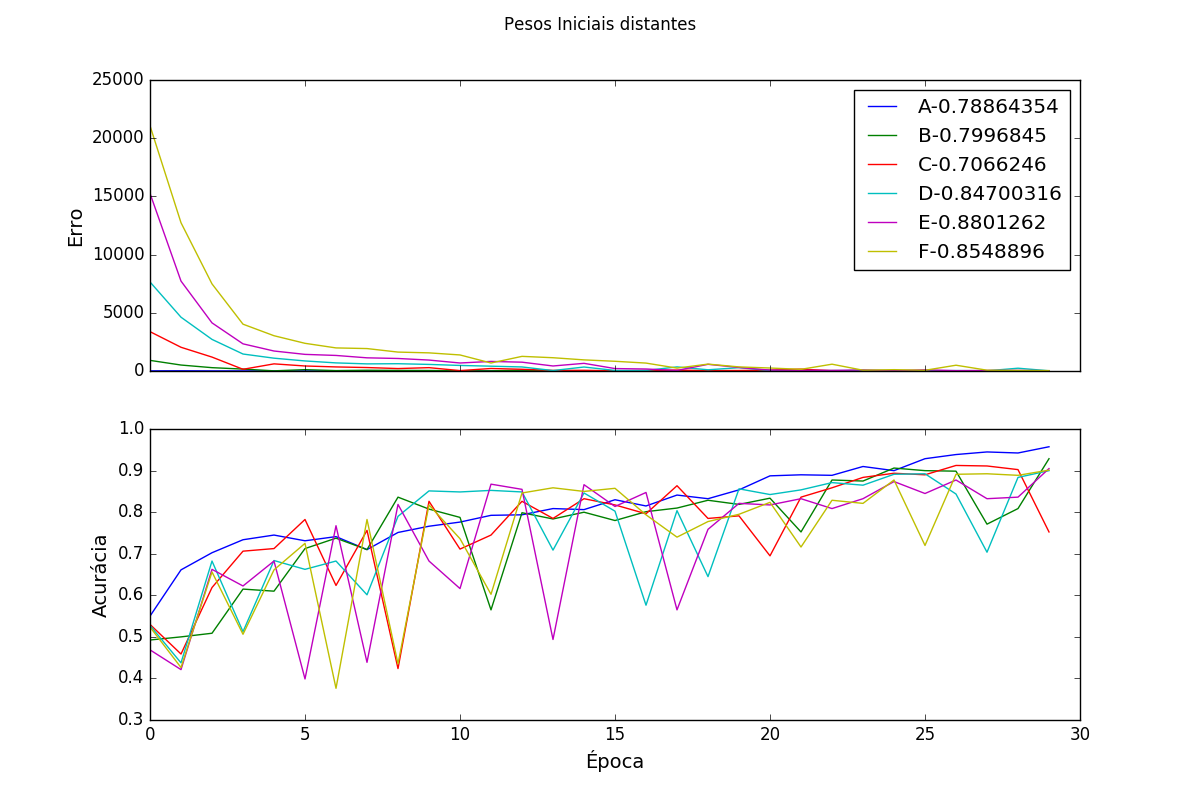 Pesos Iniciais distantes
25000
20000
15000
10000
5000
0
Erro
A-0.78864354
B-0.7996845
C-0.7066246
D-0.84700316
E-0.8801262
F-0.8548896
1.0
0.9
0.8
0.7
0.6
0.5
0.4
0.3
Acurácia
0 5 10 15 20 25 30
Época